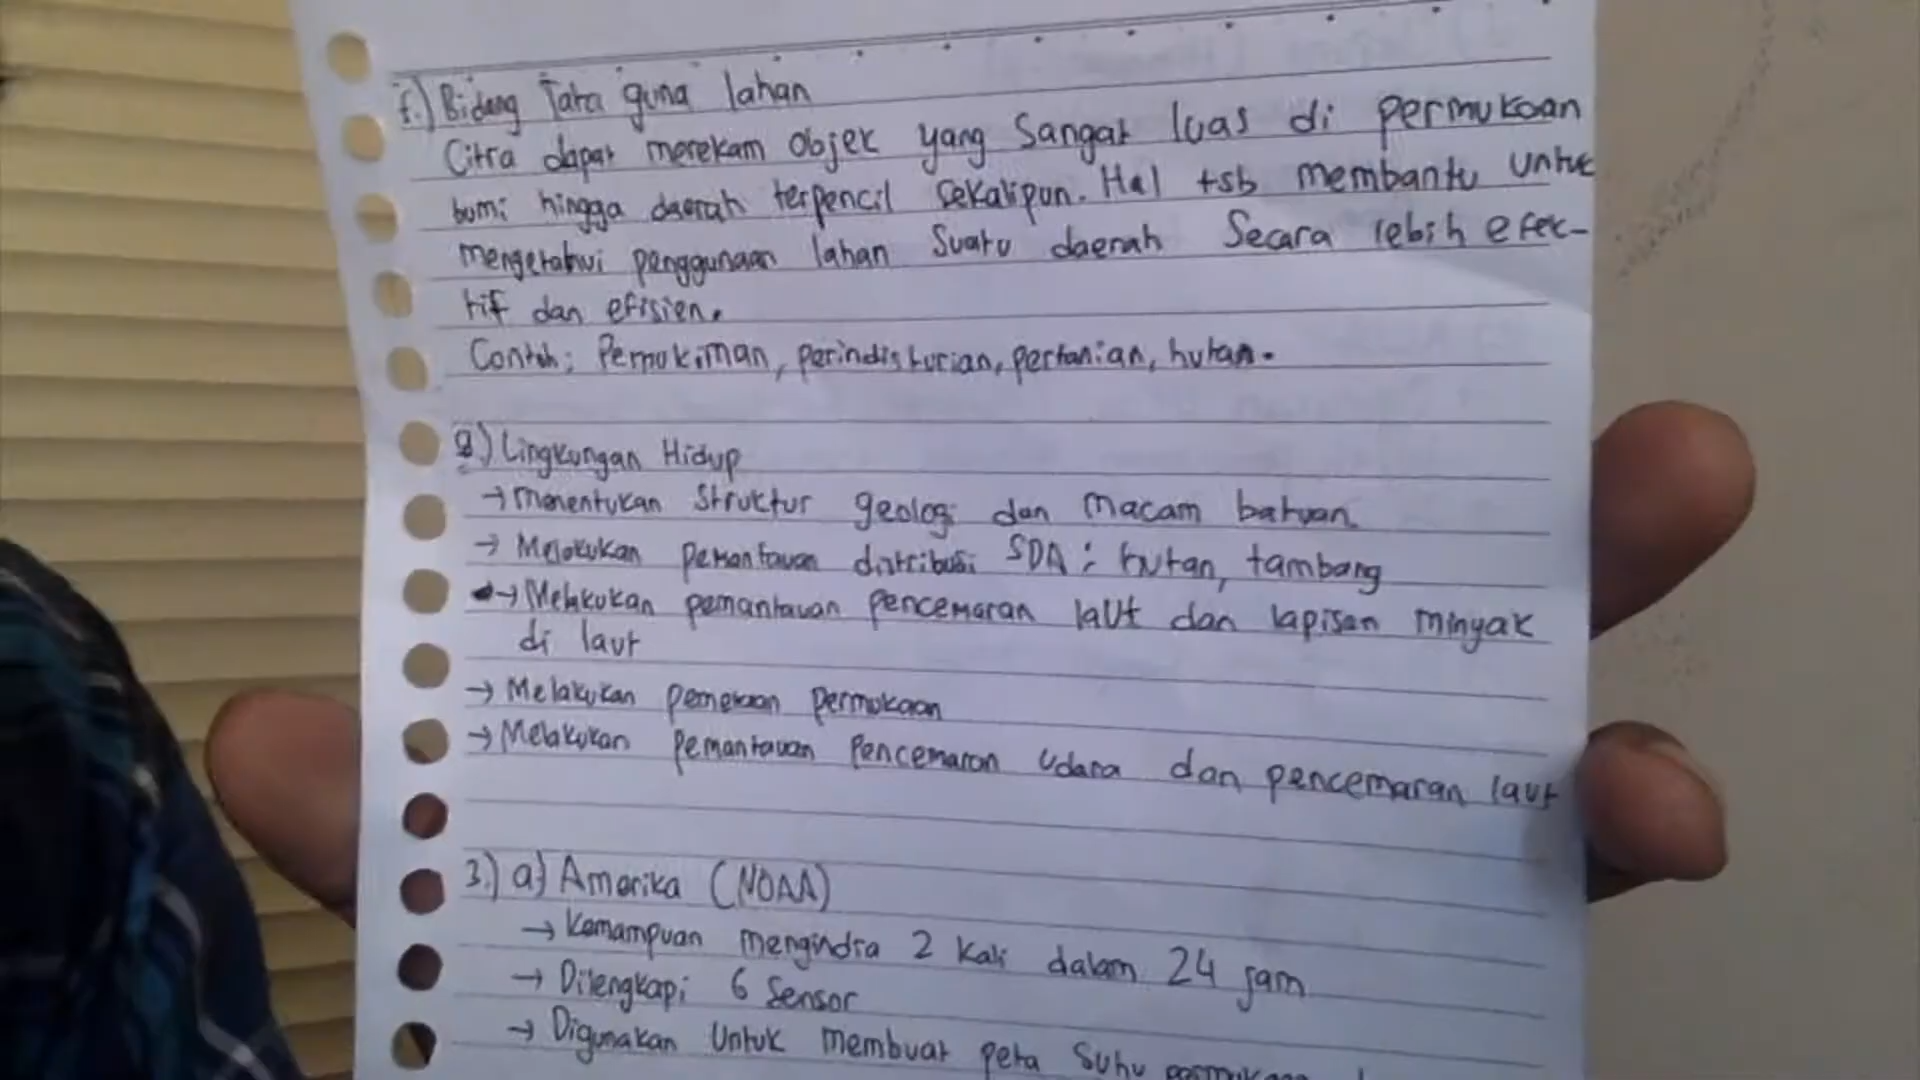 f.) Bidang Tata guna lahan
Citra dapat merekam objek yang sangat luas di permukaan
bumi hingga daerah terpencil sekalipun. Hal tsb membantu untuk
mengetahui penggunaan lahan suatu daerah secara lebih efek-
tif dan efisien.
Contoh: Pemukiman, perindisturian, pertanian, hutan.
g.) Lingkungan Hidup
→ Menentukan struktur geologi dan macam batuan.
→ Melakukan pemantauan distribusi SDA : hutan, tambang
→ Melakukan pemantauan pencemaran laut dan lapisan minyak
di laut
→ Melakukan pemetaan permukaan
→ Melakukan pemantauan pencemaran udara dan pencemaran laut
3.) a) Amerika (NOAA)
→ Kemampuan mengindra 2 kali dalam 24 jam
→ Dilengkapi 6 sensor
→ Digunakan untuk membuat peta suhu